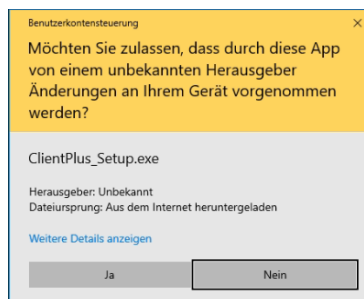 Benutzerkontensteuerung
Möchten Sie zulassen, dass durch diese App
von einem unbekannten Herausgeber
Änderungen an Ihrem Gerät vorgenommen
werden?
ClientPlus_Setup.exe
Herausgeber: Unbekannt
Dateiursprung: Aus dem Internet heruntergeladen
Weitere Details anzeigen
Ja Nein